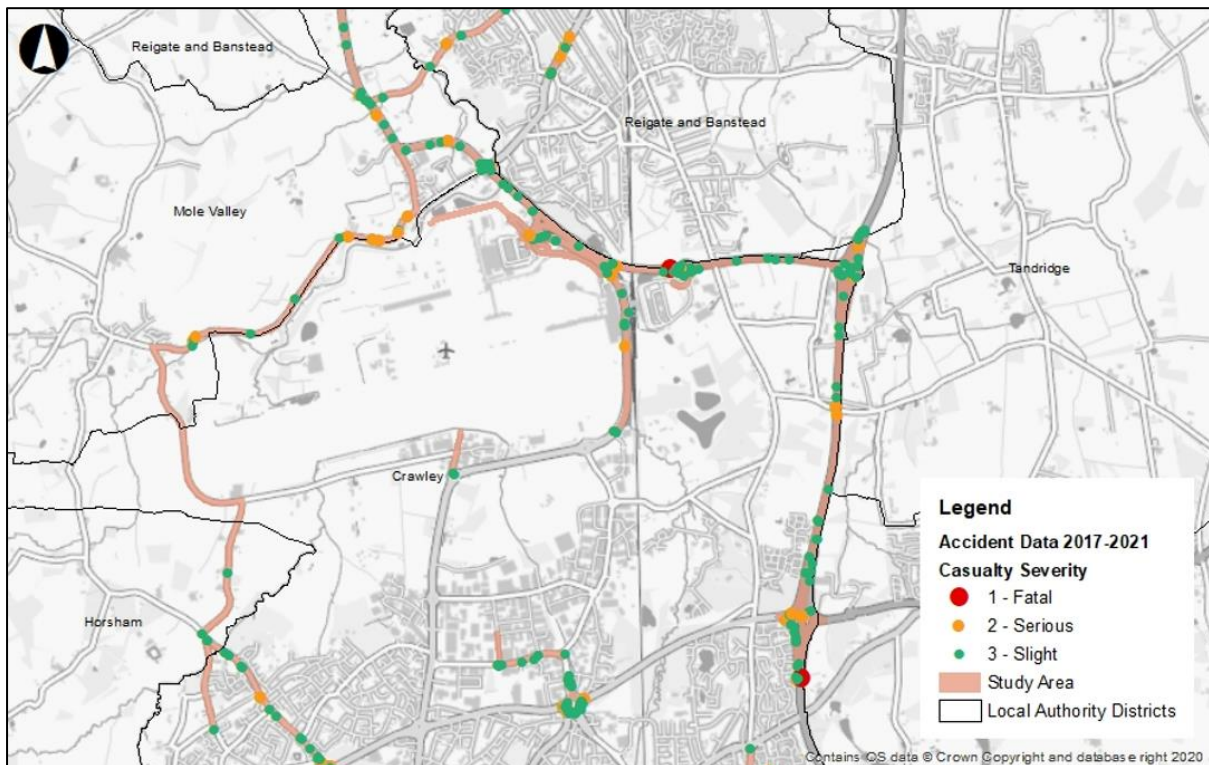 Reigate and Banstead
Reigate and Banstead
Mole Valley
Tandridge
Crawley
Horsham
Legend
Accident Data 2017-2021
Casualty Severity
1 - Fatal
2 - Serious
3 - Slight
Study Area
Local Authority Districts
Contains OS data © Crown Copyright and database right 2020